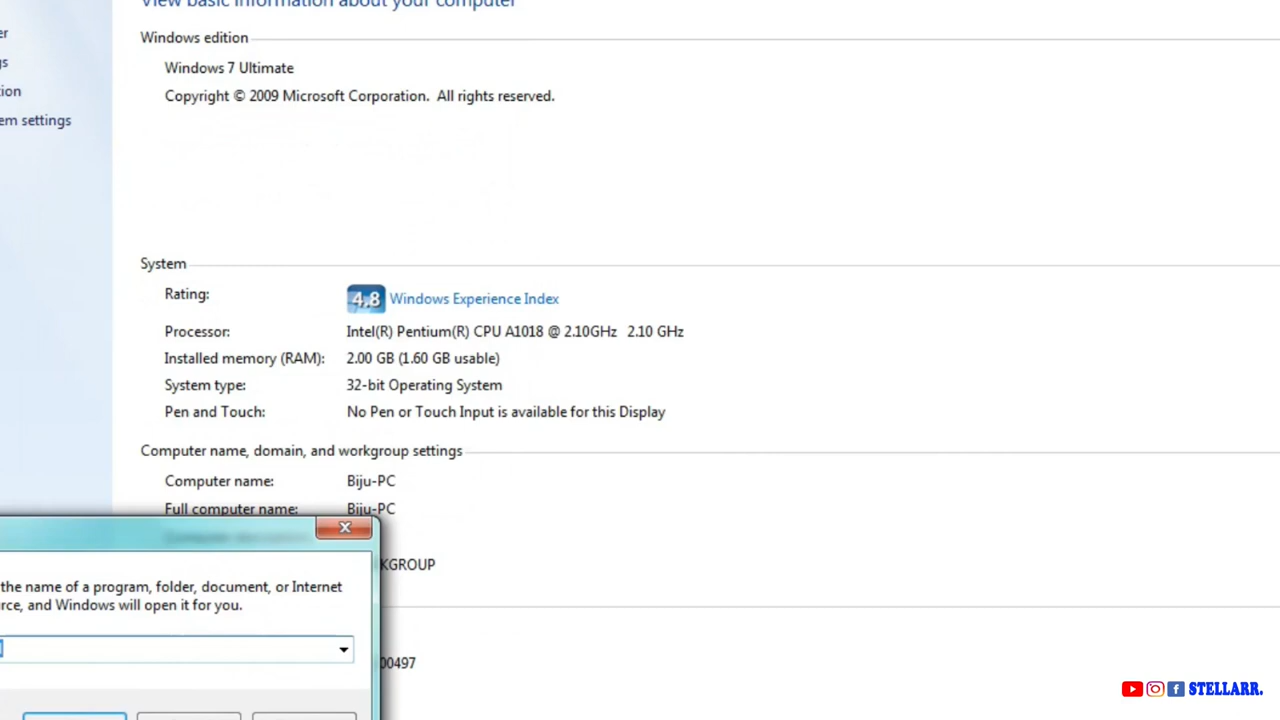 View basic information about your computer
er
Windows edition
gs
Windows 7 Ultimate
ion
Copyright © 2009 Microsoft Corporation. All rights reserved.
em settings
System
Rating:
4.8 Windows Experience Index
Processor: Intel(R) Pentium(R) CPU A1018 @ 2.10GHz 2.10 GHz
Installed memory (RAM): 2.00 GB (1.60 GB usable)
System type: 32-bit Operating System
Pen and Touch: No Pen or Touch Input is available for this Display
Computer name, domain, and workgroup settings
Computer name: Biju-PC
Full computer name: Biju-PC
KGROUP
the name of a program, folder, document, or Internet
rce, and Windows will open it for you.
00497
STELLARR.